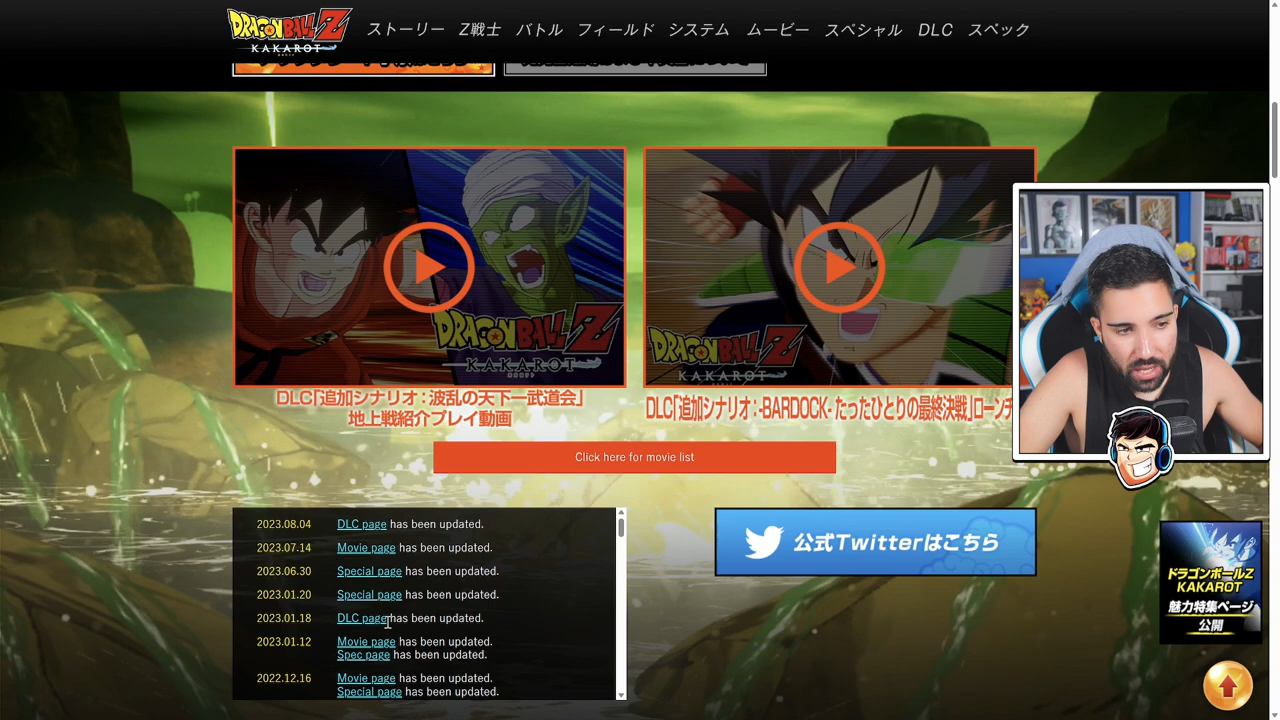 DRAGONBALL Z
KAKAROT
ストーリー Z戦士 バトル フィールド システム ムービー スペシャル DLC スペック
DRAGONBALL Z
KAKAROT
DRAGONBALL Z
KAKAROT
DLC「追加シナリオ：波乱の天下一武道会」
地上戦紹介プレイ動画
DLC「追加シナリオ：-BARDOCK- たったひとりの最終決戦」ローンチ
Click here for movie list
2023.08.04 DLC page has been updated.
2023.07.14 Movie page has been updated.
2023.06.30 Special page has been updated.
2023.01.20 Special page has been updated.
2023.01.18 DLC page has been updated.
2023.01.12 Movie page has been updated.
Spec page has been updated.
2022.12.16 Movie page has been updated.
Special page has been updated.
公式Twitterはこちら
ドラゴンボールZ
KAKAROT
魅力特集ページ
公開